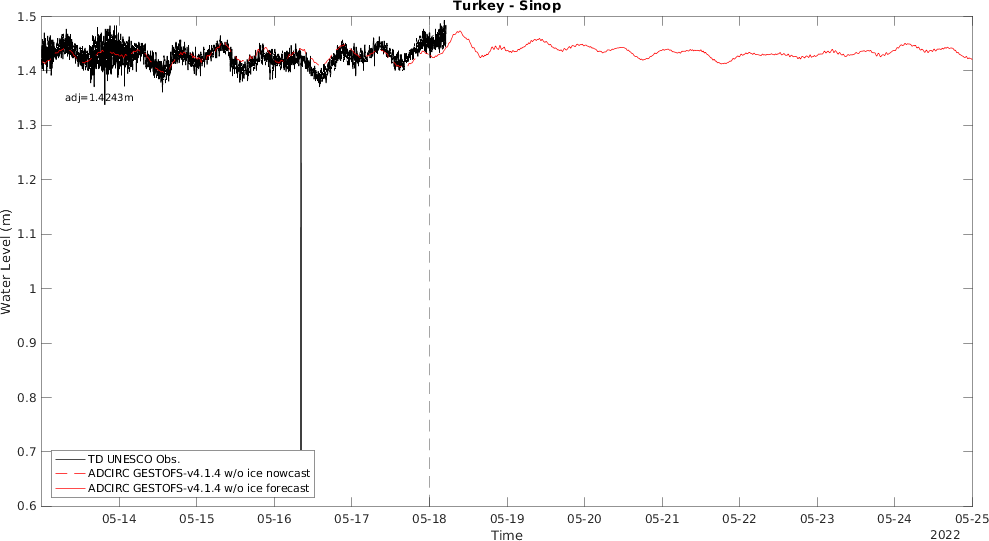 Turkey - Sinop
1.5
1.4
1.3
1.2
1.1
1
0.9
0.8
0.7
0.6
Water Level (m)
adj=1.4243m
TD UNESCO Obs.
ADCIRC GESTOFS-v4.1.4 w/o ice nowcast
ADCIRC GESTOFS-v4.1.4 w/o ice forecast
05-14 05-15 05-16 05-17 05-18 05-19 05-20 05-21 05-22 05-23 05-24 05-25
Time
2022